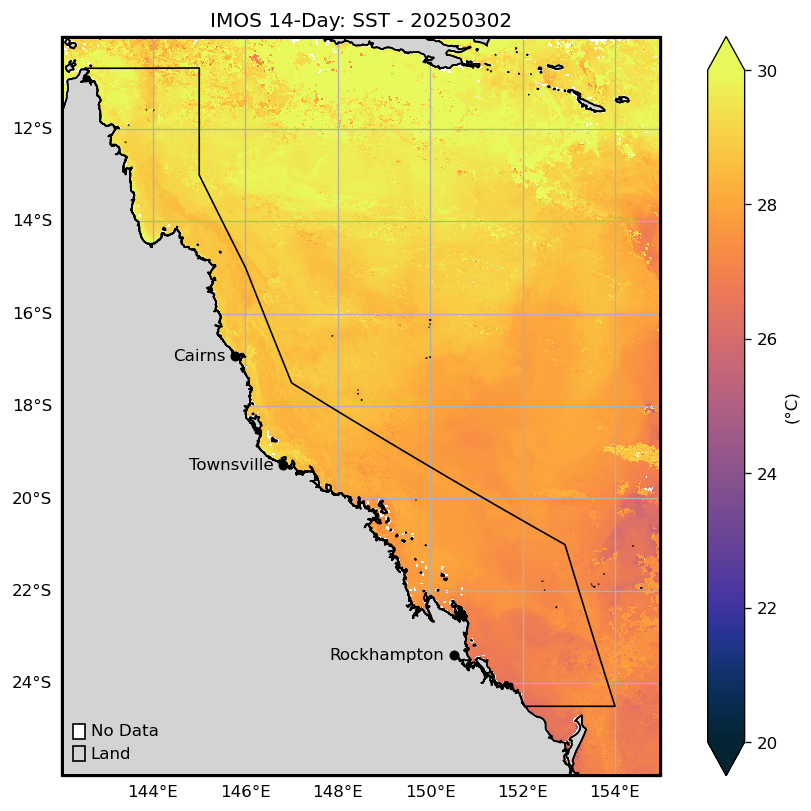 IMOS 14-Day: SST - 20250302
12°S
14°S
16°S
18°S
20°S
22°S
24°S
Cairns
Townsville
Rockhampton
No Data
Land
144°E 146°E 148°E 150°E 152°E 154°E
30
28
26
24
22
20
(°C)